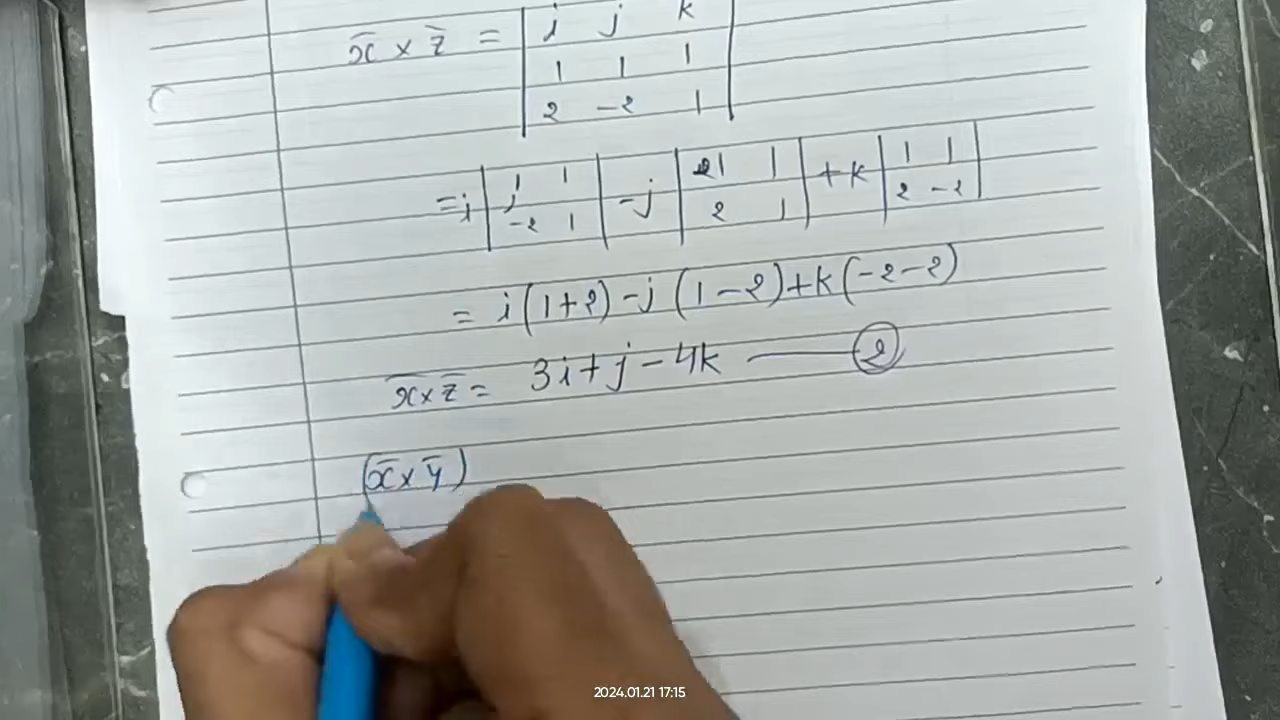 x̄ × z̄ = | i j k |
| 1 1 1 |
| 2 -2 1 |
= i | 1 1 | - j | 1 1 | + k | 1 1 |
| -2 1 | | 2 1 | | 2 -2 |
= i (1+2) - j (1-2) + k (-2-2)
x̄ × z̄ = 3i + j - 4k —— ②
(x̄ × ȳ)
2024.01.21 17:15